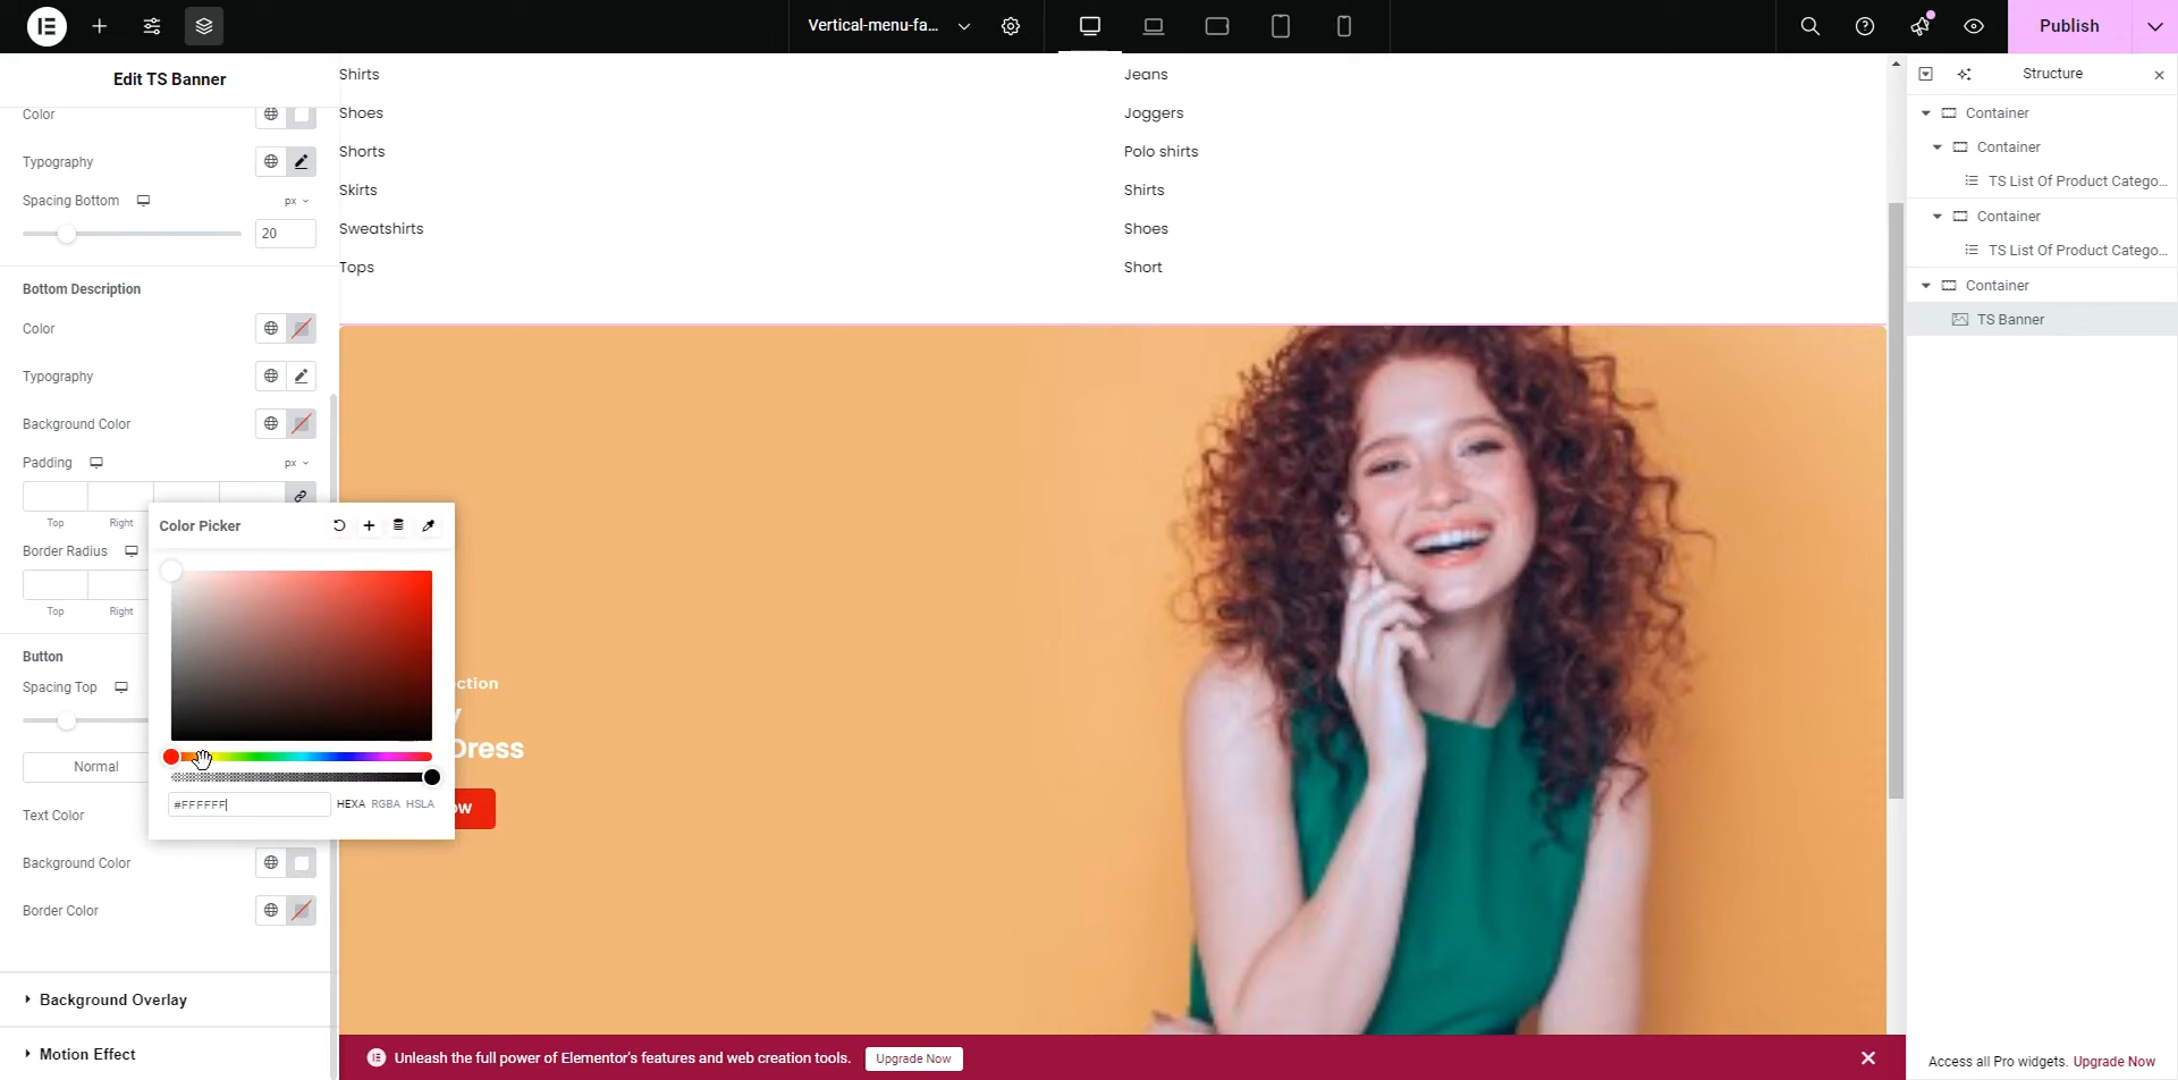 Vertical-menu-fa...
Publish
Edit TS Banner
Color
Typography
Spacing Bottom
px
20
Bottom Description
Color
Typography
Background Color
Padding
px
Top
Right
Border Radius
Top
Right
Button
Spacing Top
Normal
Text Color
Background Color
Border Color
Background Overlay
Motion Effect
Color Picker
#FFFFFF
HEXA RGBA HSLA
Shirts
Shoes
Shorts
Skirts
Sweatshirts
Tops
Jeans
Joggers
Polo shirts
Shirts
Shoes
Short
ction
y
Dress
ow
Unleash the full power of Elementor's features and web creation tools.
Upgrade Now
Structure
Container
Container
TS List Of Product Catego...
Container
TS List Of Product Catego...
Container
TS Banner
Access all Pro widgets. Upgrade Now